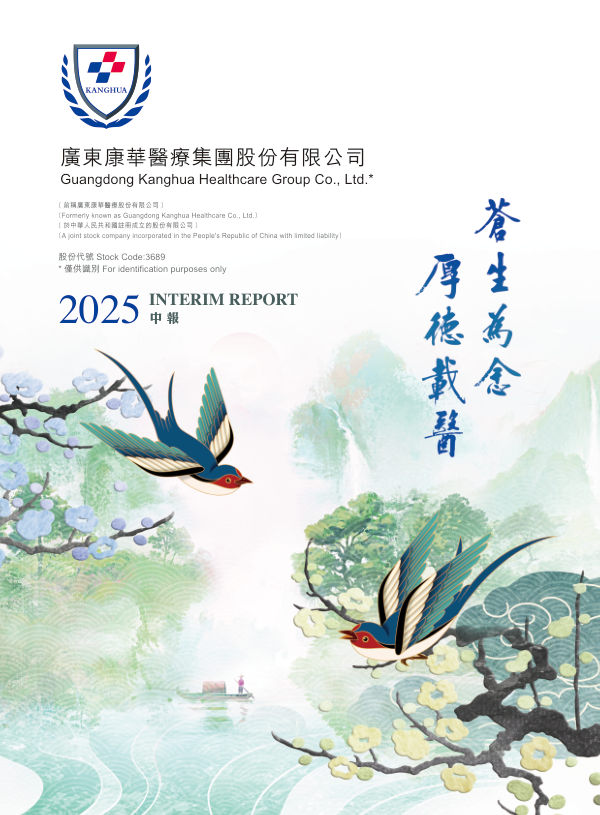 KANGHUA
廣東康華醫療集團股份有限公司
Guangdong Kanghua Healthcare Group Co., Ltd.*
（前稱廣東康華醫療股份有限公司）
(Formerly known as Guangdong Kanghua Healthcare Co., Ltd.)
（於中華人民共和國註冊成立的股份有限公司）
(A joint stock company incorporated in the People's Republic of China with limited liability)
股份代號 Stock Code:3689
* 僅供識別 For identification purposes only
2025 INTERIM REPORT
中報
蒼生為念
厚德載醫